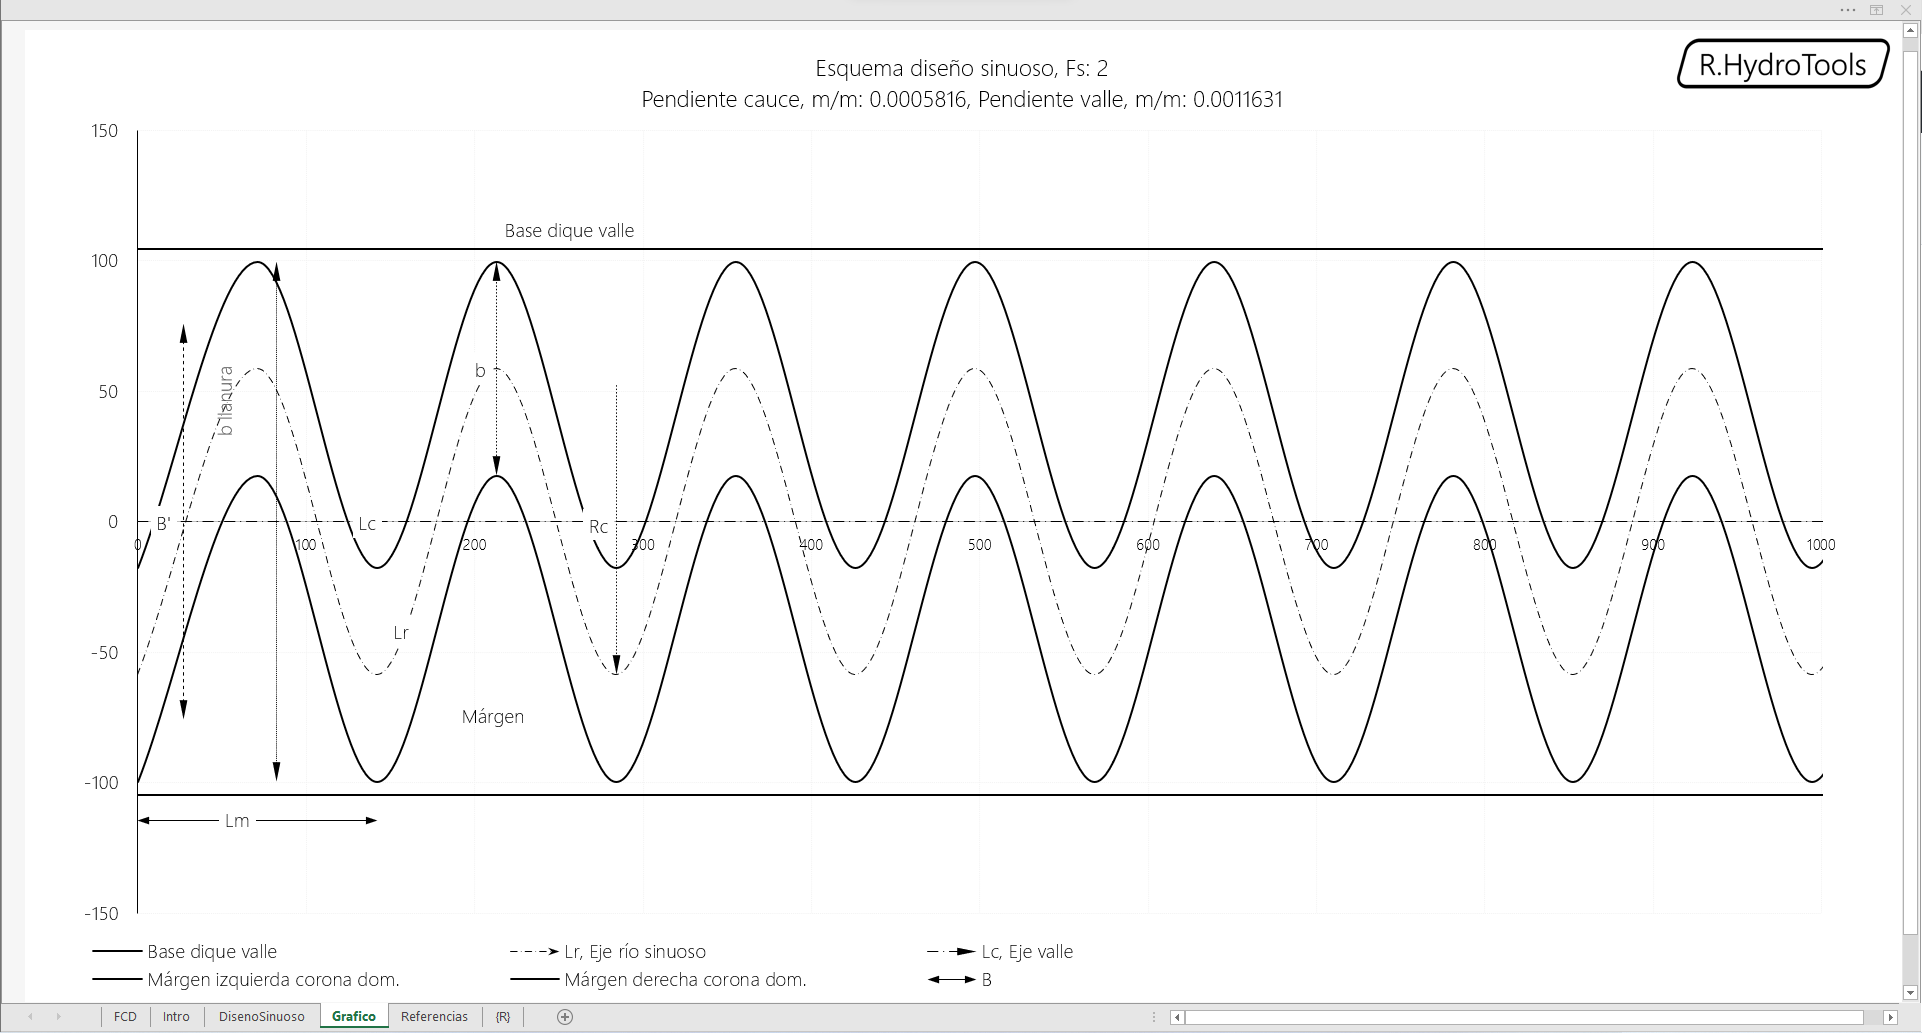 R.HydroTools
Esquema diseño sinuoso, Fs: 2
Pendiente cauce, m/m: 0.0005816, Pendiente valle, m/m: 0.0011631
150
Base dique valle
100
b llanura
b
50
0
B'
Lc
Rc
0 100 200 300 400 500 600 700 800 900 1000
Lr
-50
Márgen
-100
Lm
-150
Base dique valle Lr, Eje río sinuoso Lc, Eje valle
Márgen izquierda corona dom. Márgen derecha corona dom. B
FCD Intro DisenoSinuoso Grafico Referencias {R}